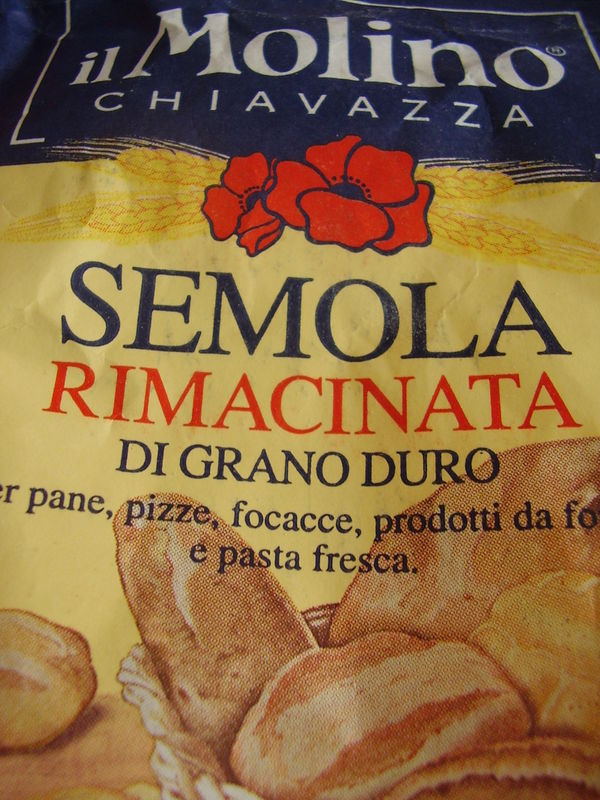 il Molino®
CHIAVAZZA
SEMOLA
RIMACINATA
DI GRANO DURO
er pane, pizze, focacce, prodotti da fo
e pasta fresca.